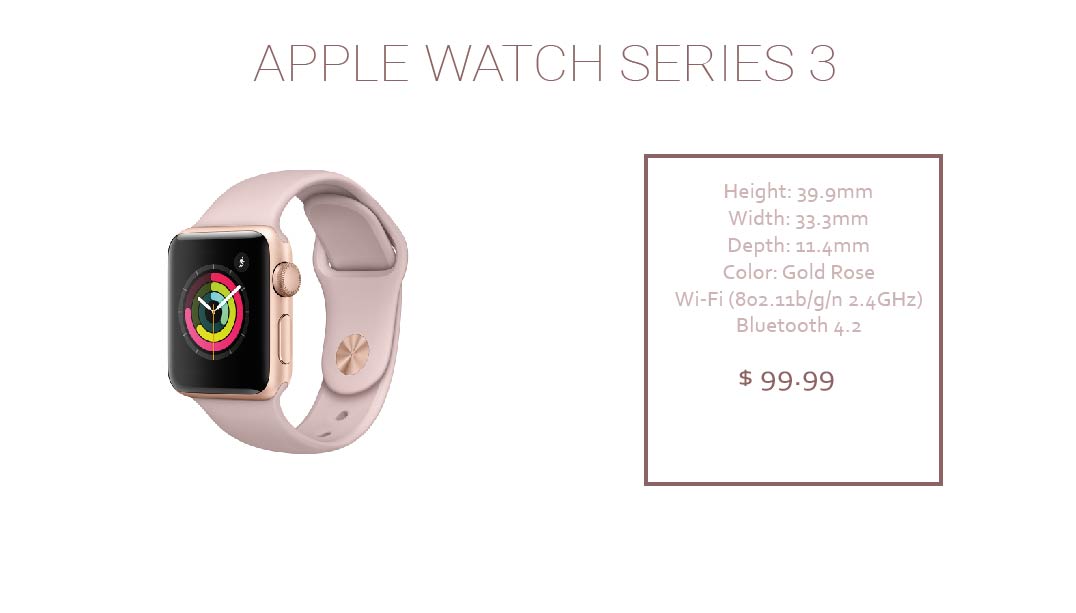 APPLE WATCH SERIES 3
Height: 39.9mm
Width: 33.3mm
Depth: 11.4mm
Color: Gold Rose
Wi-Fi (802.11b/g/n 2.4GHz)
Bluetooth 4.2
$ 99.99